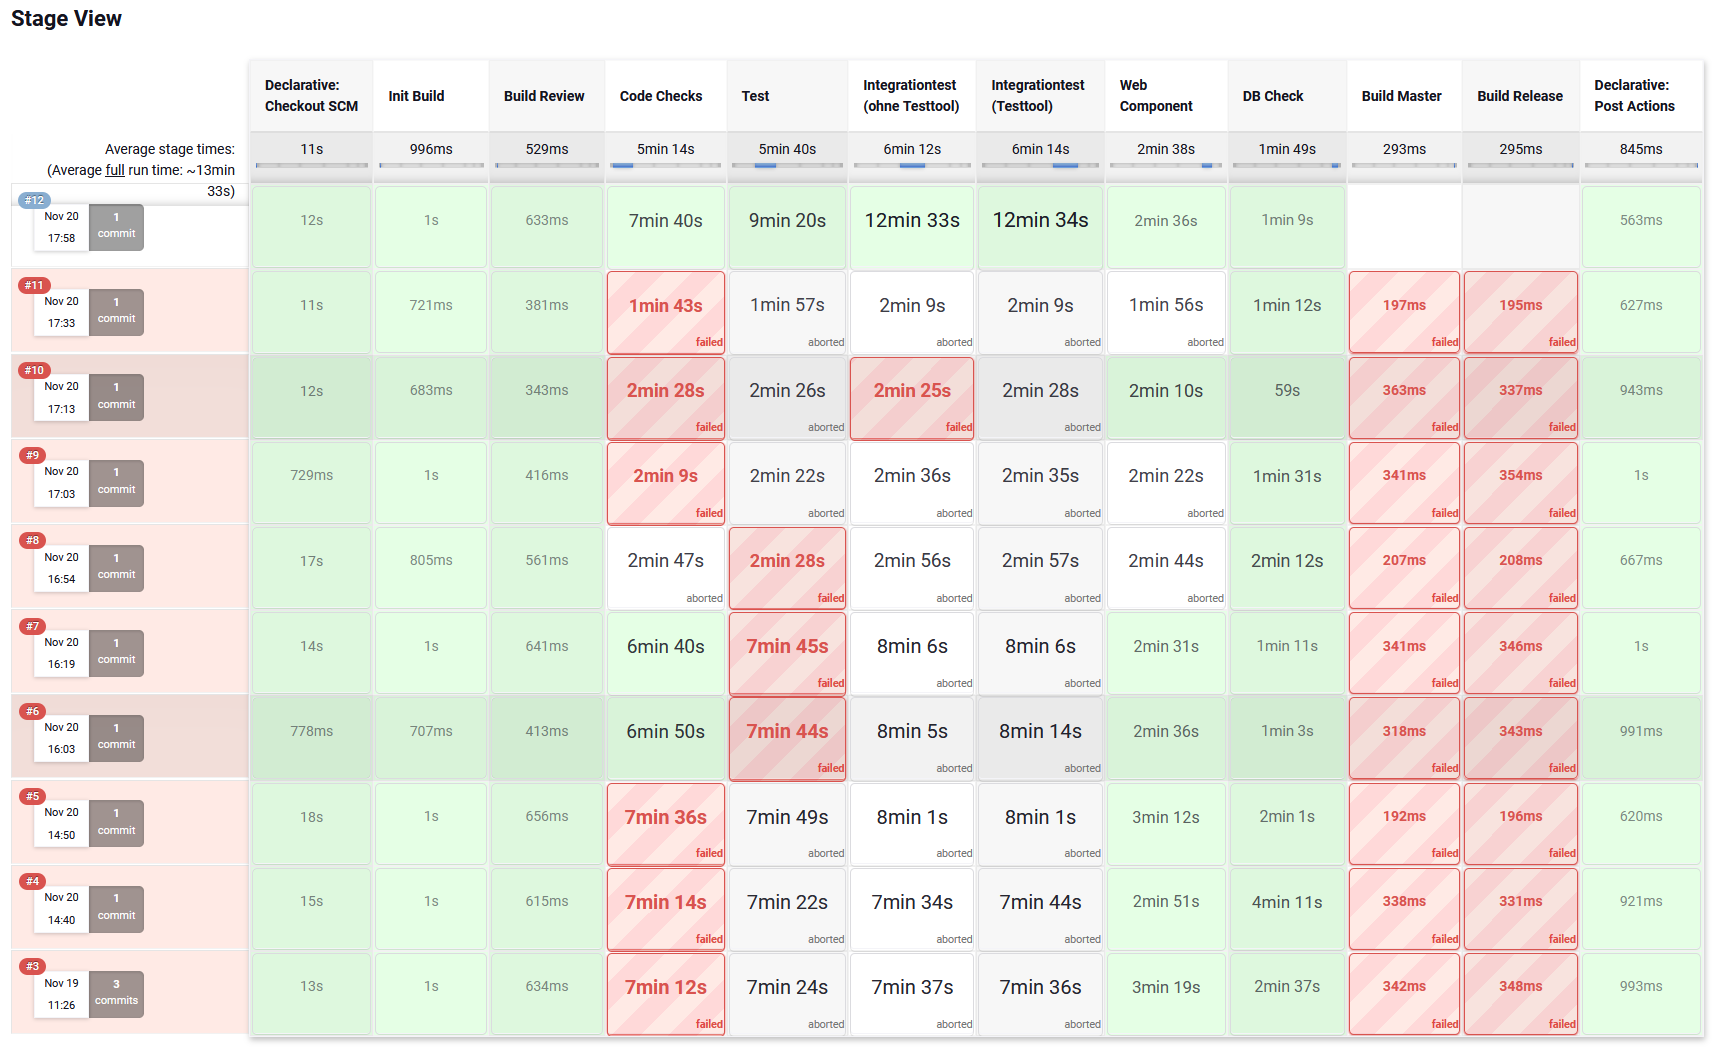 Stage View
Declarative: Checkout SCM
Init Build
Build Review
Code Checks
Test
Integrationtest (ohne Testtool)
Integrationtest (Testtool)
Web Component
DB Check
Build Master
Build Release
Declarative: Post Actions
Average stage times:
(Average full run time: ~13min 33s)
11s 996ms 529ms 5min 14s 5min 40s 6min 12s 6min 14s 2min 38s 1min 49s 293ms 295ms 845ms
#12
Nov 20 17:58
1 commit
12s 1s 633ms 7min 40s 9min 20s 12min 33s 12min 34s 2min 36s 1min 9s 563ms
#11
Nov 20 17:33
1 commit
11s 721ms 381ms 1min 43s failed 1min 57s aborted 2min 9s aborted 2min 9s aborted 1min 56s aborted 1min 12s 197ms failed 195ms failed 627ms
#10
Nov 20 17:13
1 commit
12s 683ms 343ms 2min 28s failed 2min 26s aborted 2min 25s failed 2min 28s aborted 2min 10s 59s 363ms failed 337ms failed 943ms
#9
Nov 20 17:03
1 commit
729ms 1s 416ms 2min 9s failed 2min 22s aborted 2min 36s aborted 2min 35s aborted 2min 22s aborted 1min 31s 341ms failed 354ms failed 1s
#8
Nov 20 16:54
1 commit
17s 805ms 561ms 2min 47s aborted 2min 28s failed 2min 56s aborted 2min 57s aborted 2min 44s aborted 2min 12s 207ms failed 208ms failed 667ms
#7
Nov 20 16:19
1 commit
14s 1s 641ms 6min 40s 7min 45s failed 8min 6s aborted 8min 6s aborted 2min 31s 1min 11s 341ms failed 346ms failed 1s
#6
Nov 20 16:03
1 commit
778ms 707ms 413ms 6min 50s 7min 44s failed 8min 5s aborted 8min 14s aborted 2min 36s 1min 3s 318ms failed 343ms failed 991ms
#5
Nov 20 14:50
1 commit
18s 1s 656ms 7min 36s failed 7min 49s aborted 8min 1s aborted 8min 1s aborted 3min 12s 2min 1s 192ms failed 196ms failed 620ms
#4
Nov 20 14:40
1 commit
15s 1s 615ms 7min 14s failed 7min 22s aborted 7min 34s aborted 7min 44s aborted 2min 51s 4min 11s 338ms failed 331ms failed 921ms
#3
Nov 19 11:26
3 commits
13s 1s 634ms 7min 12s failed 7min 24s aborted 7min 37s aborted 7min 36s aborted 3min 19s 2min 37s 342ms failed 348ms failed 993ms